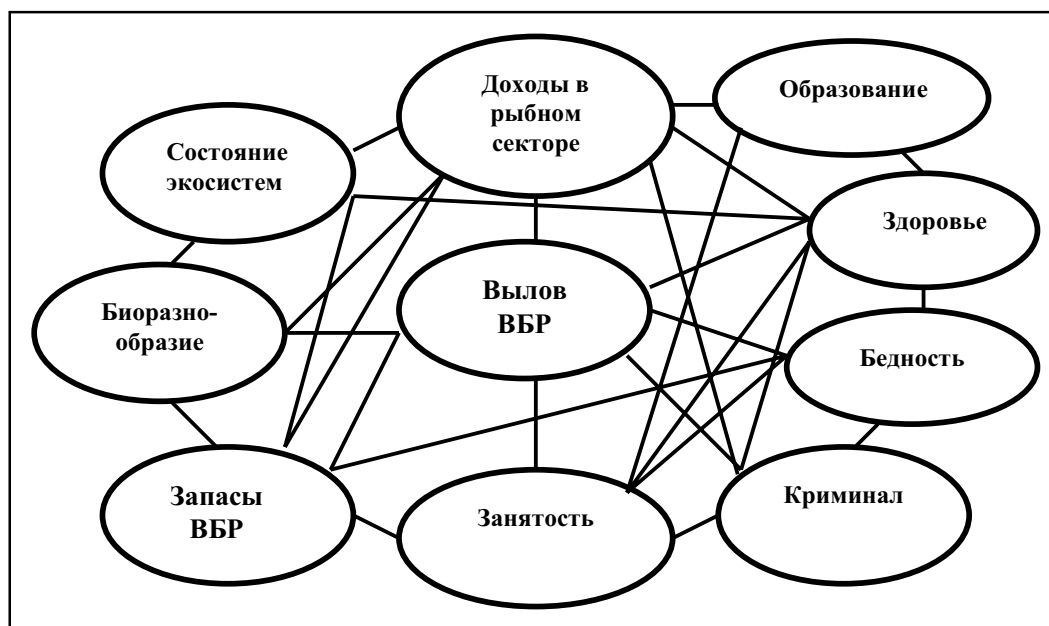 Доходы в
рыбном
секторе
Образование
Состояние
экосистем
Здоровье
Вылов
ВБР
Биоразно-
образие
Бедность
Запасы
ВБР
Занятость
Криминал